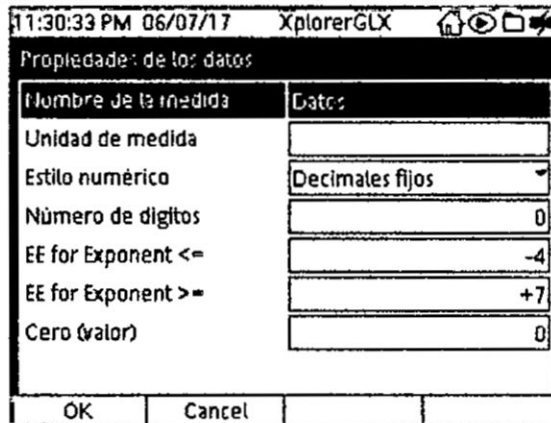 11:30:33 PM 06/07/17 XplorerGLX
Propiedades de los datos
Nombre de la medida Datos
Unidad de medida
Estilo numérico Decimales fijos
Número de digitos 0
EE for Exponent <= -4
EE for Exponent >= +7
Cero (valor) 0
OK Cancel